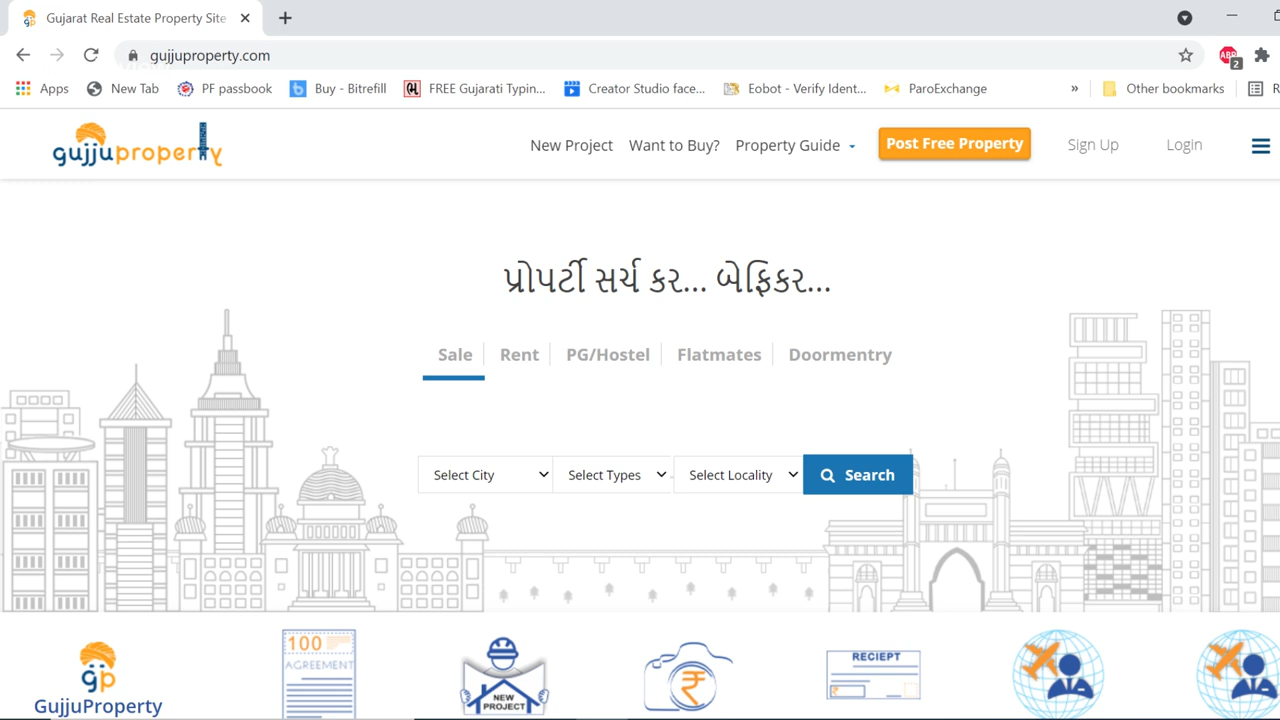 Gujarat Real Estate Property Site
gujjuproperty.com
ABP
2
Apps
New Tab
PF passbook
Buy - Bitrefill
FREE Gujarati Typin...
Creator Studio face...
Eobot - Verify Ident...
ParoExchange
»
Other bookmarks
R
gujjuproperty
New Project
Want to Buy?
Property Guide
Post Free Property
Sign Up
Login
પ્રોપર્ટી સર્ચ કર... બેફિકર...
Sale
Rent
PG/Hostel
Flatmates
Doormentry
Select City
Select Types
Select Locality
Search
gp
GujjuProperty
100
AGREEMENT
NEW
PROJECT
₹
RECIEPT